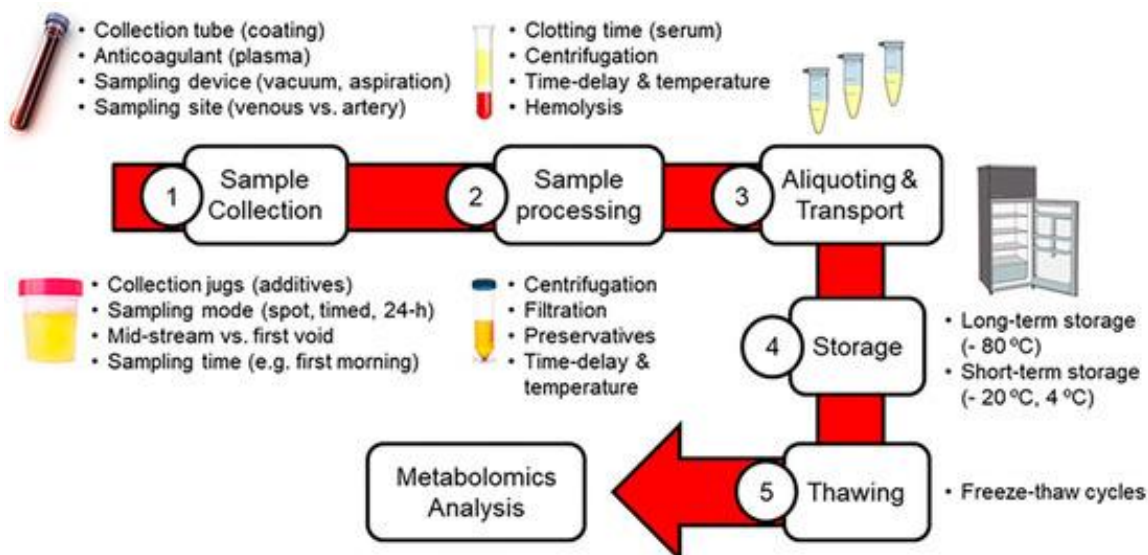 • Collection tube (coating)
• Anticoagulant (plasma)
• Sampling device (vacuum, aspiration)
• Sampling site (venous vs. artery)
• Clotting time (serum)
• Centrifugation
• Time-delay & temperature
• Hemolysis
1
Sample
Collection
2
Sample
processing
3
Aliquoting &
Transport
• Collection jugs (additives)
• Sampling mode (spot, timed, 24-h)
• Mid-stream vs. first void
• Sampling time (e.g. first morning)
• Centrifugation
• Filtration
• Preservatives
• Time-delay &
temperature
4
Storage
• Long-term storage
(- 80 ºC)
• Short-term storage
(- 20 ºC, 4 ºC)
5
Thawing
• Freeze-thaw cycles
Metabolomics
Analysis